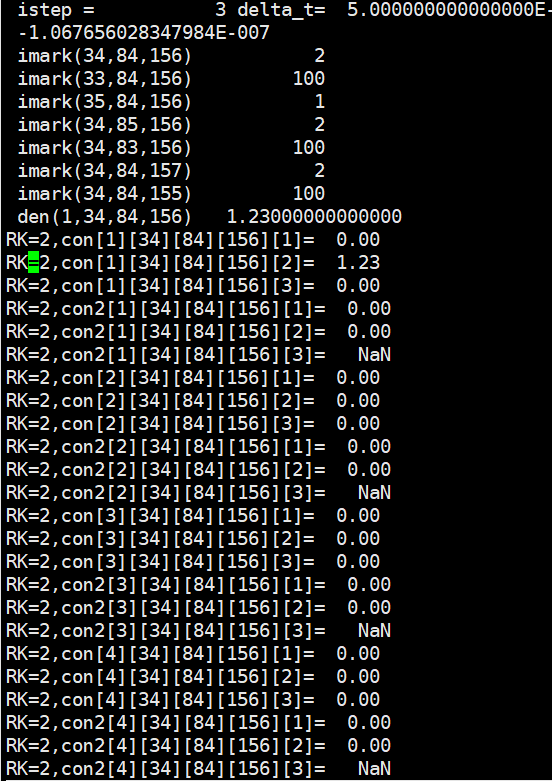 istep =           3 delta_t=  5.000000000000000E-
-1.067656028347984E-007
imark(34,84,156)           2
imark(33,84,156)         100
imark(35,84,156)           1
imark(34,85,156)           2
imark(34,83,156)         100
imark(34,84,157)           2
imark(34,84,155)         100
den(1,34,84,156)   1.23000000000000
RK=2,con[1][34][84][156][1]=  0.00
RK=2,con[1][34][84][156][2]=  1.23
RK=2,con[1][34][84][156][3]=  0.00
RK=2,con2[1][34][84][156][1]=  0.00
RK=2,con2[1][34][84][156][2]=  0.00
RK=2,con2[1][34][84][156][3]=   NaN
RK=2,con[2][34][84][156][1]=  0.00
RK=2,con[2][34][84][156][2]=  0.00
RK=2,con[2][34][84][156][3]=  0.00
RK=2,con2[2][34][84][156][1]=  0.00
RK=2,con2[2][34][84][156][2]=  0.00
RK=2,con2[2][34][84][156][3]=   NaN
RK=2,con[3][34][84][156][1]=  0.00
RK=2,con[3][34][84][156][2]=  0.00
RK=2,con[3][34][84][156][3]=  0.00
RK=2,con2[3][34][84][156][1]=  0.00
RK=2,con2[3][34][84][156][2]=  0.00
RK=2,con2[3][34][84][156][3]=   NaN
RK=2,con[4][34][84][156][1]=  0.00
RK=2,con[4][34][84][156][2]=  0.00
RK=2,con[4][34][84][156][3]=  0.00
RK=2,con2[4][34][84][156][1]=  0.00
RK=2,con2[4][34][84][156][2]=  0.00
RK=2,con2[4][34][84][156][3]=   NaN